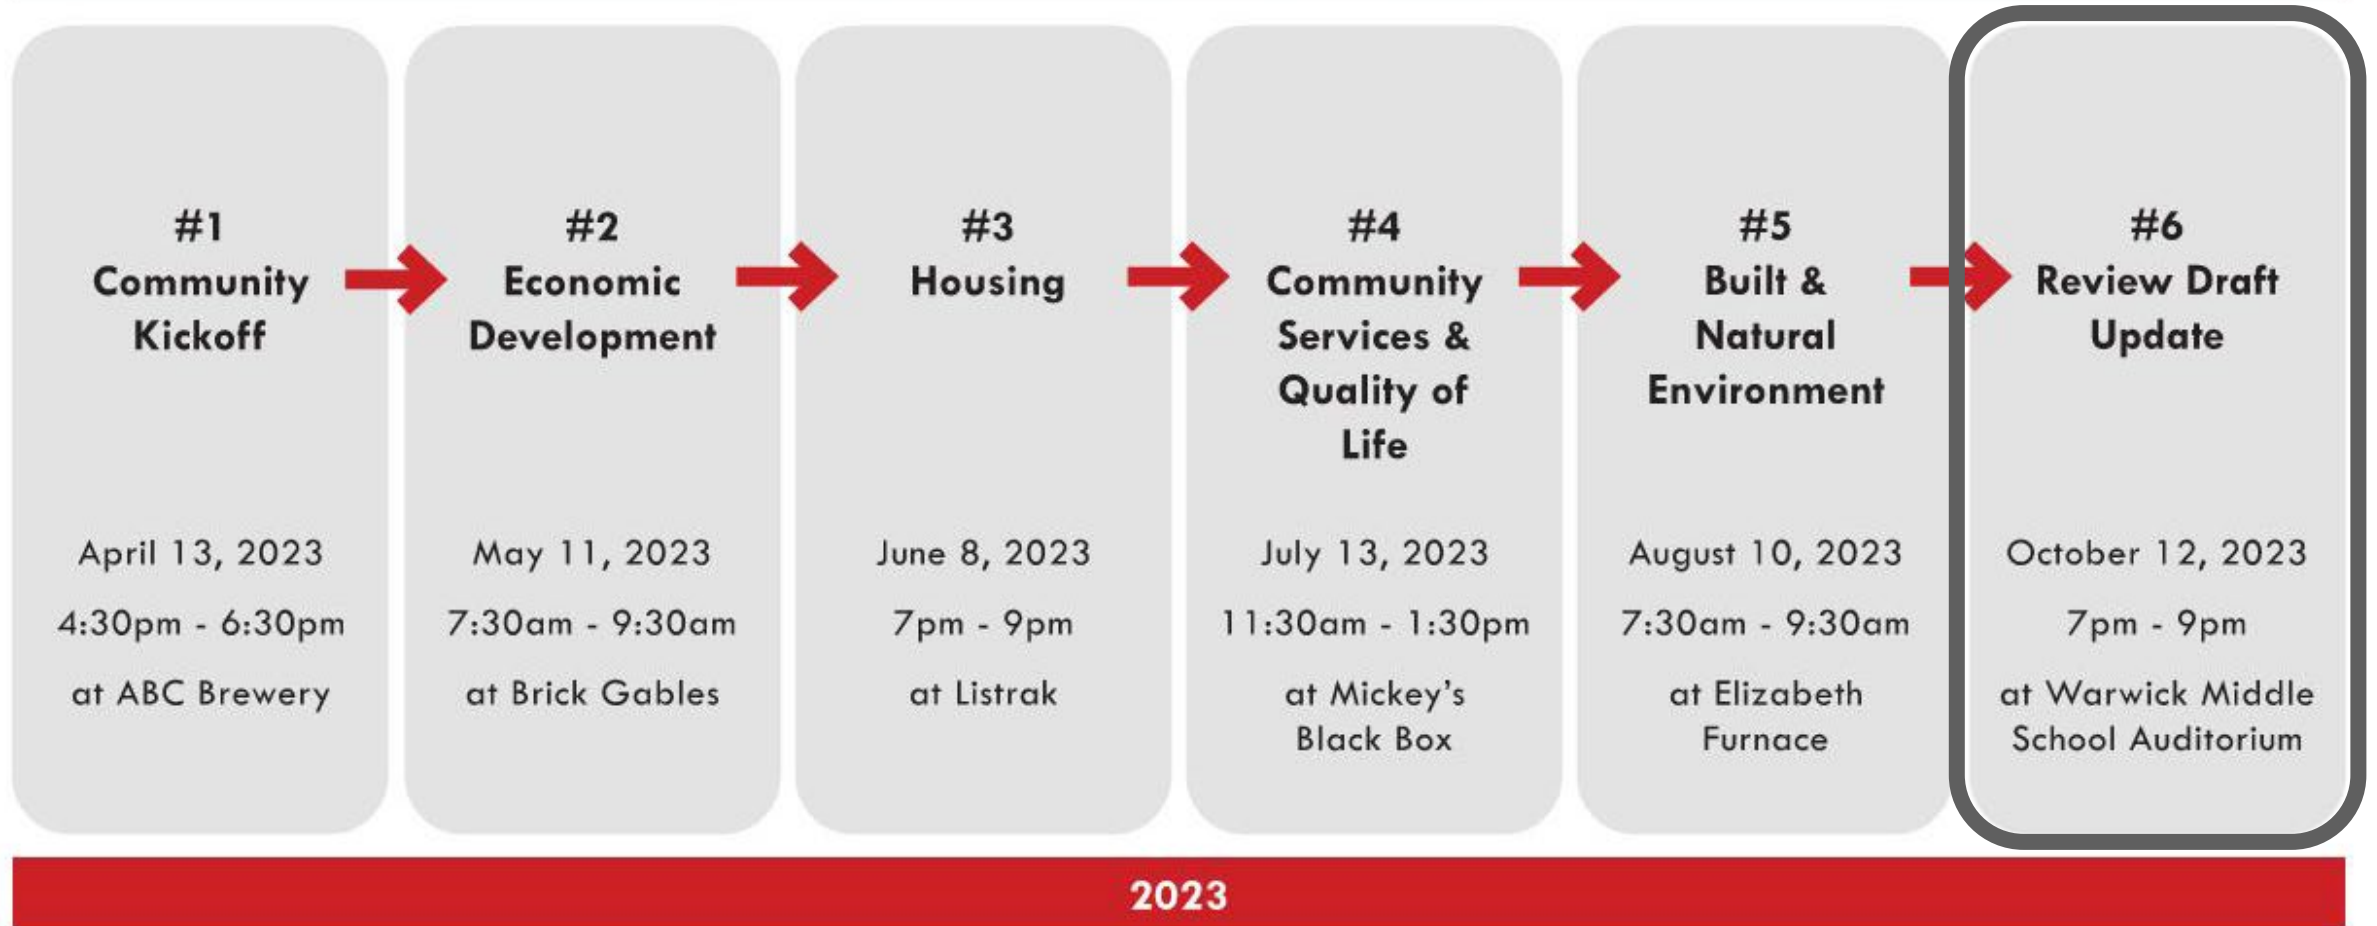 #1
Community
Kickoff
April 13, 2023
4:30pm - 6:30pm
at ABC Brewery
#2
Economic
Development
May 11, 2023
7:30am - 9:30am
at Brick Gables
#3
Housing
June 8, 2023
7pm - 9pm
at Listrak
#4
Community
Services &
Quality of
Life
July 13, 2023
11:30am - 1:30pm
at Mickey’s
Black Box
#5
Built &
Natural
Environment
August 10, 2023
7:30am - 9:30am
at Elizabeth
Furnace
#6
Review Draft
Update
October 12, 2023
7pm - 9pm
at Warwick Middle
School Auditorium
2023